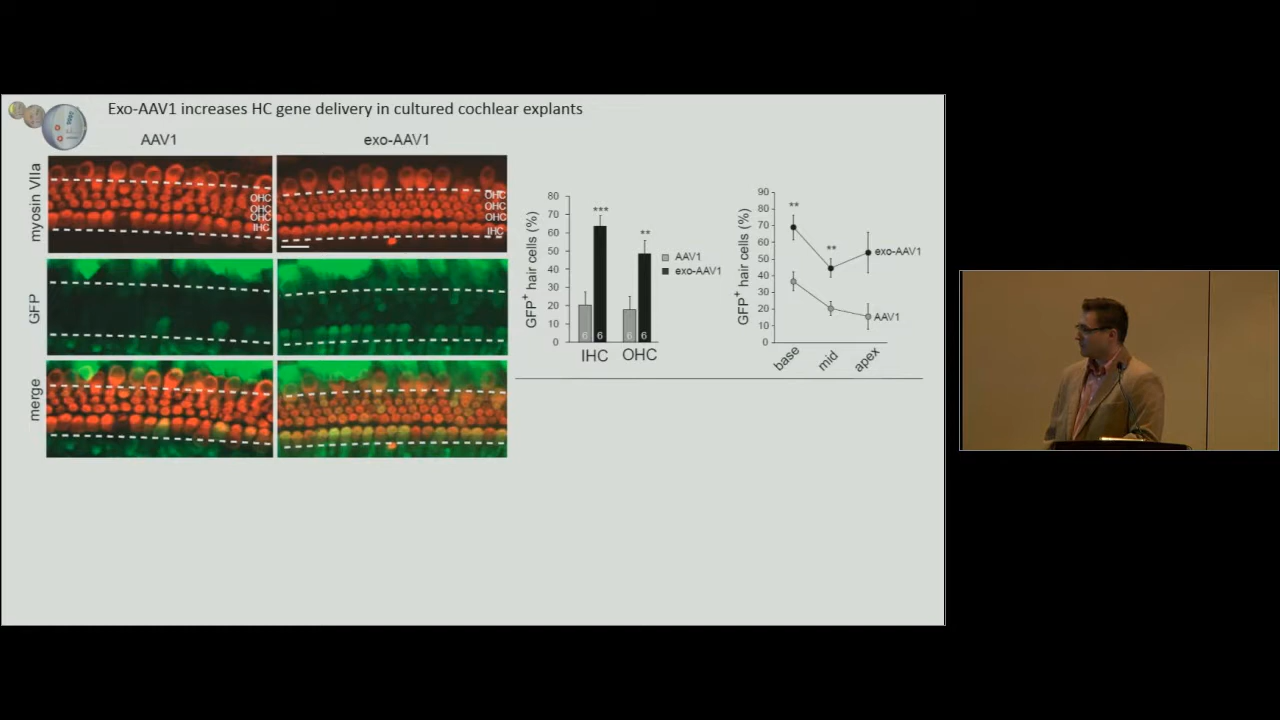 Exo-AAV1 increases HC gene delivery in cultured cochlear explants
AAV1
exo-AAV1
myosin VIIa
OHC
OHC
OHC
IHC
OHC
OHC
OHC
IHC
GFP
merge
GFP+ hair cells (%)
80
70
60
50
40
30
20
10
0
***
**
6
6
6
6
IHC
OHC
AAV1
exo-AAV1
GFP+ hair cells (%)
90
80
70
60
50
40
30
20
10
0
**
**
exo-AAV1
AAV1
base
mid
apex